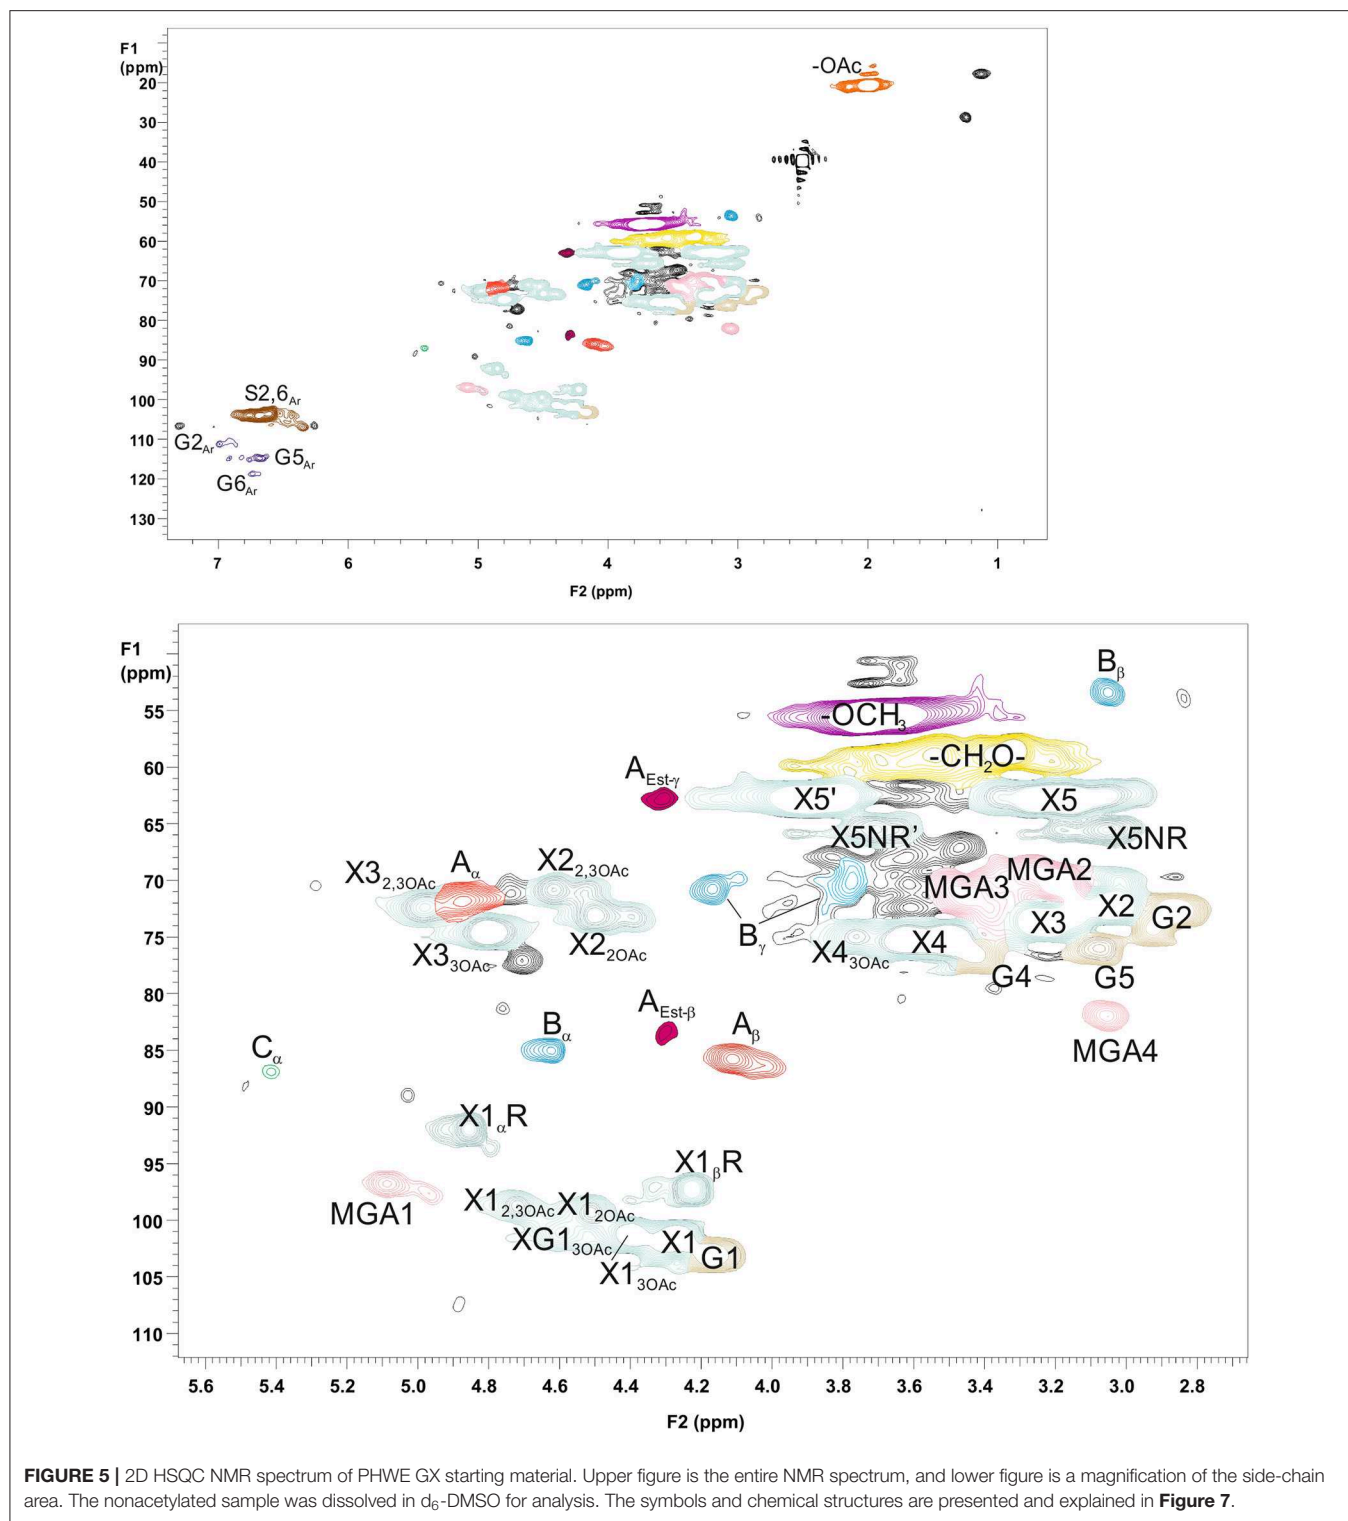 F1
(ppm)
-OAc
20
30
40
50
60
70
80
90
100
110
120
130
S2,6Ar
G2Ar
G5Ar
G6Ar
7 6 5 4 3 2 1
F2 (ppm)
F1
(ppm)
Bβ
55
-OCH3
-CH2O-
60
AEst-γ
X5' X5
65
X5NR’ X5NR
X32,3OAc Aα X22,3OAc
70
MGA3 MGA2
X3 X2 G2
75
X33OAc X22OAc Bγ X43OAc X4
G4 G5
80
AEst-β Aβ
MGA4
85
Cα Bα
90
X1αR
95
X1βR
MGA1
X12,3OAc X12OAc
100
XG13OAc X1 G1
X13OAc
105
110
5.6 5.4 5.2 5.0 4.8 4.6 4.4 4.2 4.0 3.8 3.6 3.4 3.2 3.0 2.8
F2 (ppm)
FIGURE 5 | 2D HSQC NMR spectrum of PHWE GX starting material. Upper figure is the entire NMR spectrum, and lower figure is a magnification of the side-chain
area. The nonacetylated sample was dissolved in d6-DMSO for analysis. The symbols and chemical structures are presented and explained in Figure 7.